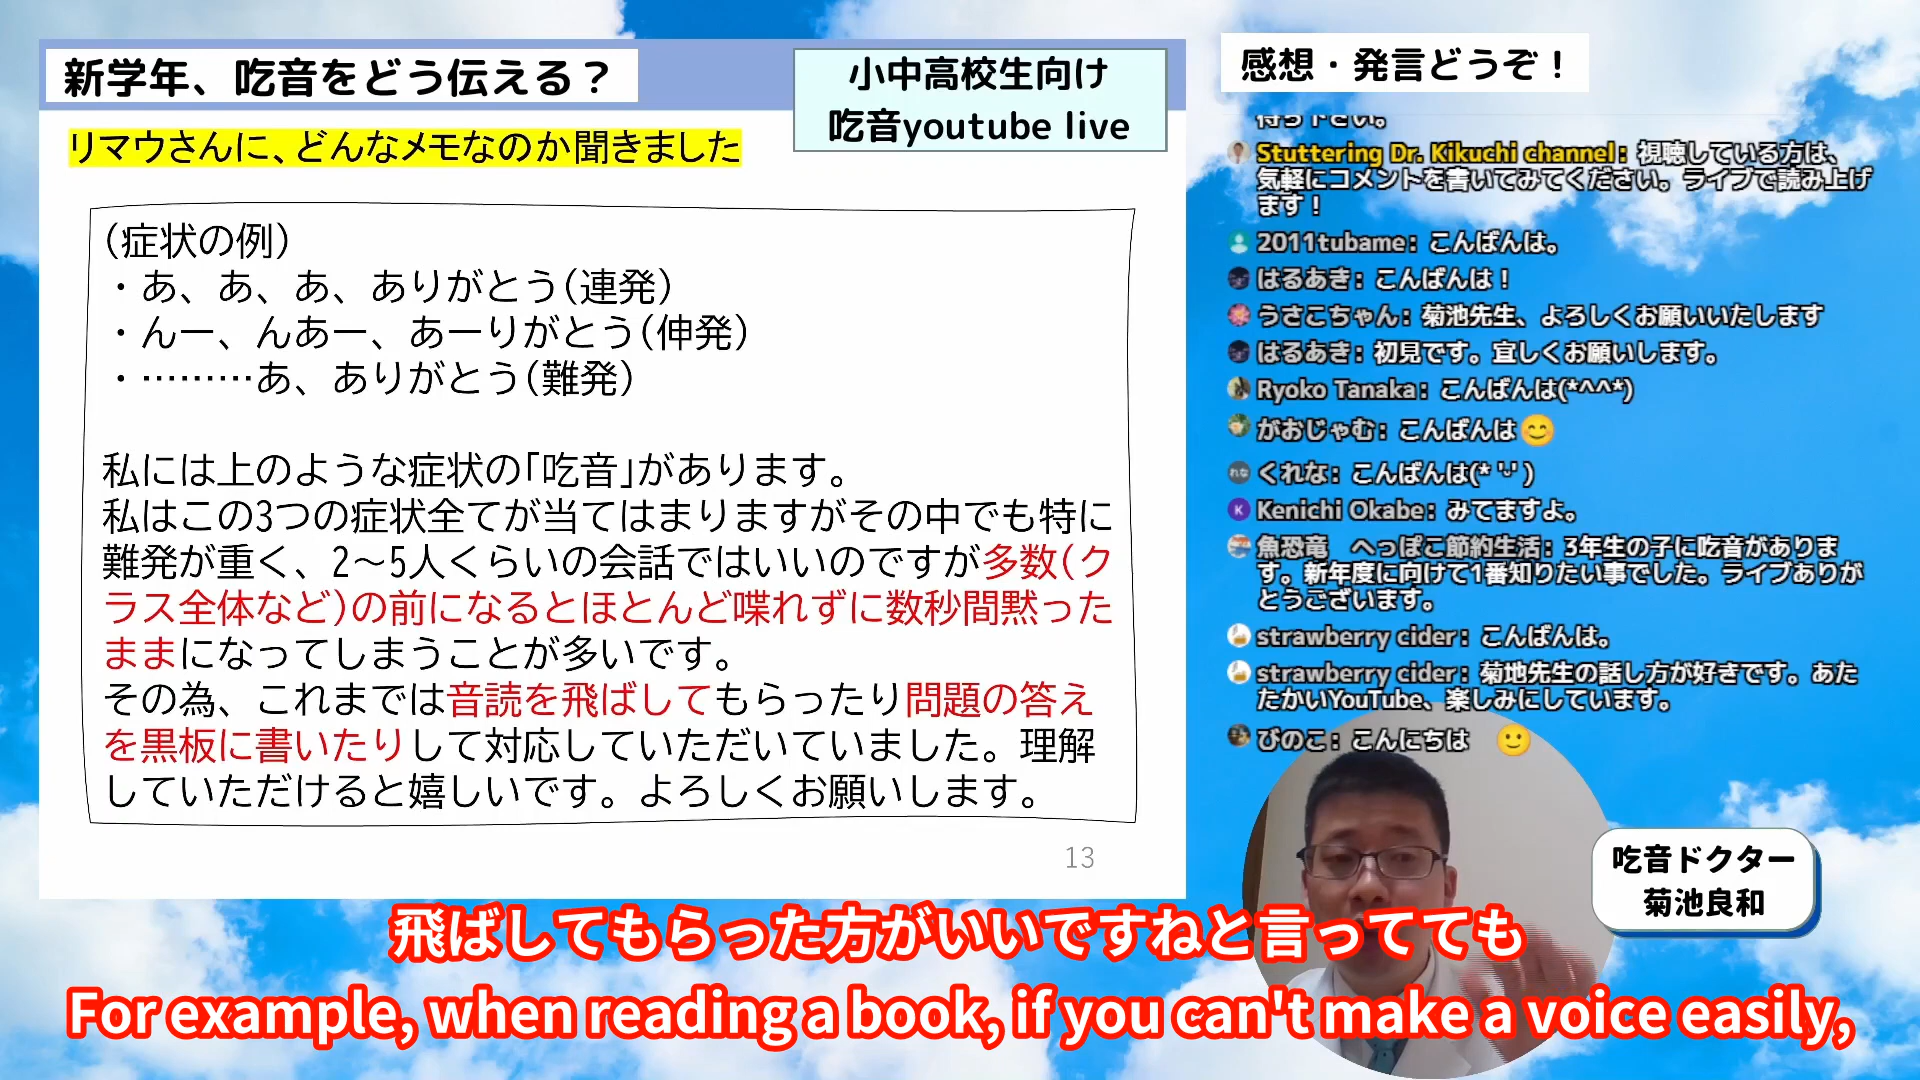 新学年、吃音をどう伝える？
小中高校生向け
吃音youtube live
リマウさんに、どんなメモなのか聞きました
（症状の例）
・あ、あ、あ、ありがとう（連発）
・んー、んあー、あーりがとう（伸発）
・………あ、ありがとう（難発）
私には上のような症状の「吃音」があります。
私はこの3つの症状全てが当てはまりますがその中でも特に
難発が重く、2～5人くらいの会話ではいいのですが多数（ク
ラス全体など）の前になるとほとんど喋れずに数秒間黙った
ままになってしまうことが多いです。
その為、これまでは音読を飛ばしてもらったり問題の答え
を黒板に書いたりして対応していただいていました。理解
していただけると嬉しいです。よろしくお願いします。
13
感想・発言どうぞ！
待ち下さい。
Stuttering Dr. Kikuchi channel: 視聴している方は、
気軽にコメントを書いてみてください。ライブで読み上げ
ます！
2011tubame: こんばんは。
はるあき: こんばんは！
うさこちゃん: 菊池先生、よろしくお願いいたします
はるあき: 初見です。宜しくお願いします。
Ryoko Tanaka: こんばんは(*^^*)
がおじゃむ: こんばんは😊
れな くれな: こんばんは(* 'ᵕ' )
K Kenichi Okabe: みてますよ。
魚恐竜　へっぽこ節約生活: 3年生の子に吃音がありま
す。新年度に向けて1番知りたい事でした。ライブありが
とうございます。
strawberry cider: こんばんは。
strawberry cider: 菊地先生の話し方が好きです。あた
たかいYouTube、楽しみにしています。
ぴのこ: こんにちは　🙂
吃音ドクター
菊池良和
飛ばしてもらった方がいいですねと言ってても
For example, when reading a book, if you can't make a voice easily,